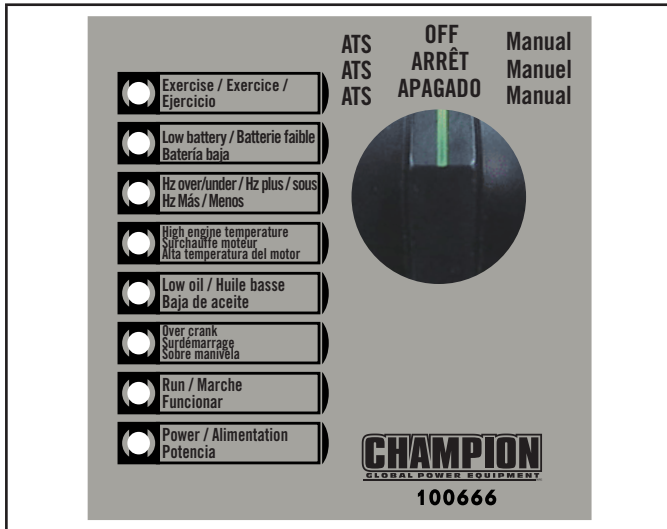 ATS OFF Manual
ATS ARRÊT Manuel
ATS APAGADO Manual
Exercise / Exercice /
Ejercicio
Low battery / Batterie faible
Batería baja
Hz over/under / Hz plus / sous
Hz Más / Menos
High engine temperature
Surchauffe moteur
Alta temperatura del motor
Low oil / Huile basse
Baja de aceite
Over crank
Surdémarrage
Sobre manivela
Run / Marche
Funcionar
Power / Alimentation
Potencia
CHAMPION
GLOBAL POWER EQUIPMENT
100666